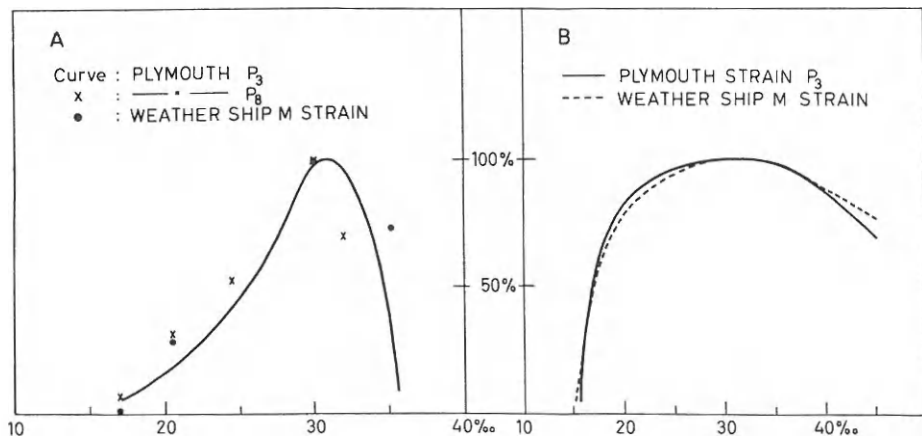 A
Curve : PLYMOUTH P3
x : —— " —— P8
• : WEATHER SHIP M STRAIN
B
—— PLYMOUTH STRAIN P3
----- WEATHER SHIP M STRAIN
100%
50%
10 20 30 40‰
10 20 30 40‰